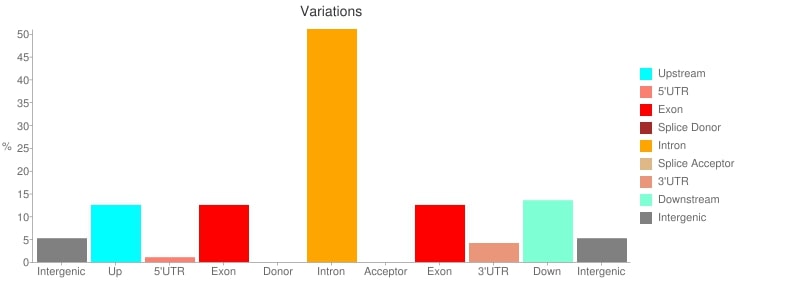 Variations
50
45
40
35
30
25
20
15
10
5
0
%
Intergenic Up 5'UTR Exon Donor Intron Acceptor Exon 3'UTR Down Intergenic
Upstream
5'UTR
Exon
Splice Donor
Intron
Splice Acceptor
3'UTR
Downstream
Intergenic